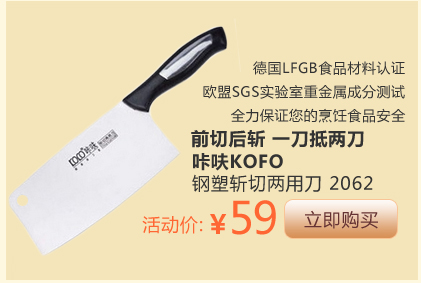 德国LFGB食品材料认证
欧盟SGS实验室重金属成分测试
全力保证您的烹饪食品安全
前切后斩 一刀抵两刀
咔呋KOFO
钢塑斩切两用刀 2062
活动价: ¥59
立即购买